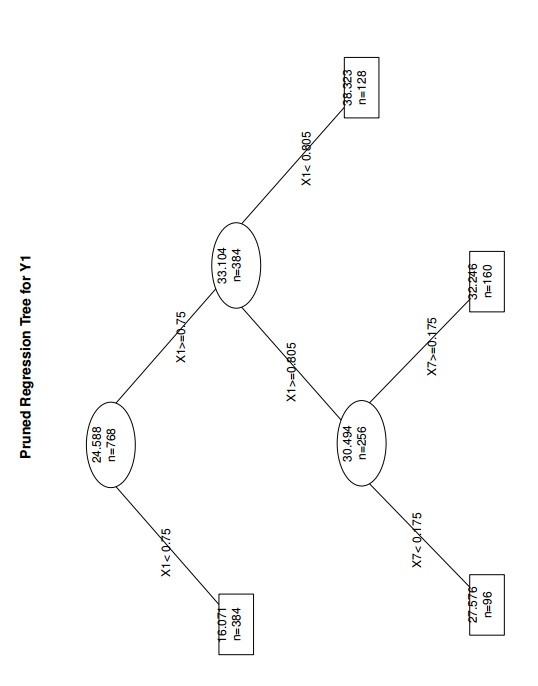 Pruned Regression Tree for Y1
24.588
n=768
X1< 0.75
X1>=0.75
16.071
n=384
33.104
n=384
X1>=0.805
X1< 0.805
30.494
n=256
38.323
n=128
X7< 0.175
X7>=0.175
27.576
n=96
32.246
n=160